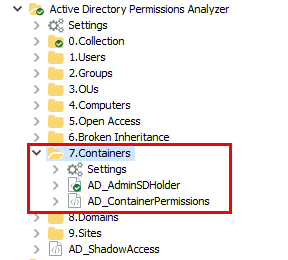 Active Directory Permissions Analyzer
Settings
0.Collection
1.Users
2.Groups
3.OUs
4.Computers
5.Open Access
6.Broken Inheritance
7.Containers
Settings
AD_AdminSDHolder
AD_ContainerPermissions
8.Domains
9.Sites
AD_ShadowAccess